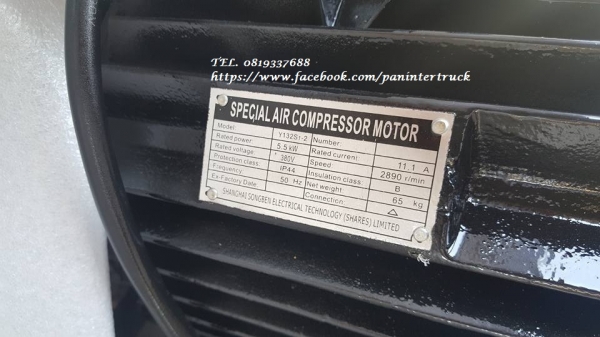 TEL. 0819337688
https://www.facebook.com/paninterTruck
SPECIAL AIR COMPRESSOR MOTOR
Model: Y132S1-2 Number
Rated power: 5.5 kW Rated current: 11.1 A
Rated voltage: 380V Speed 2890 r/min
Protection class: IP44 Insulation class: B
Frequency: 50 Hz Net weight: 65 kg
Ex-Factory Date: Connection: △
SHANGHAI SONGBEN ELECTRICAL TECHNOLOGY (SHARES) LIMITED